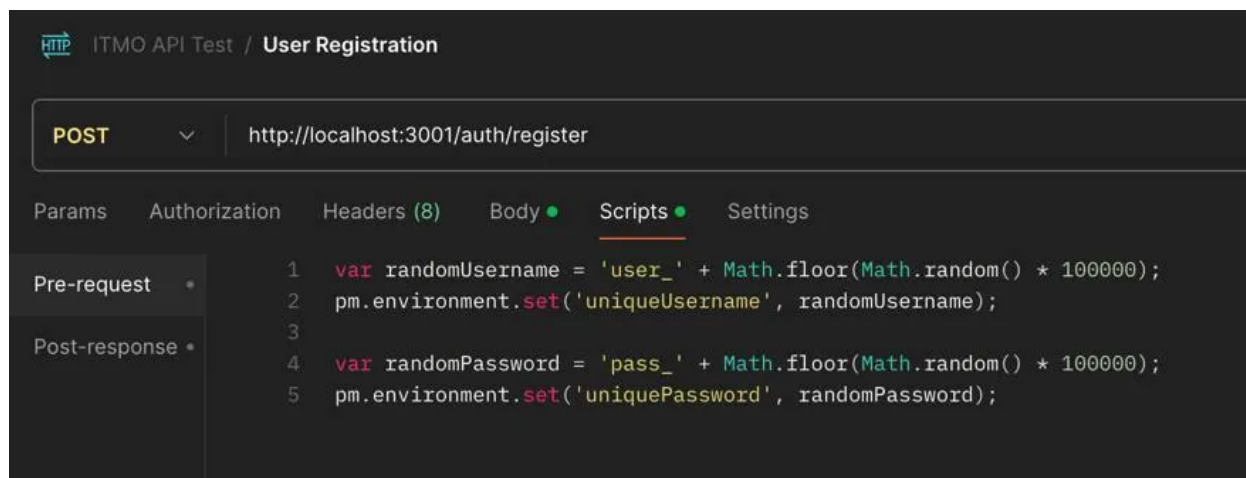 HTTP ITMO API Test / User Registration
POST http://localhost:3001/auth/register
Params Authorization Headers (8) Body Scripts Settings
Pre-request
Post-response
1 var randomUsername = 'user_' + Math.floor(Math.random() * 100000);
2 pm.environment.set('uniqueUsername', randomUsername);
3
4 var randomPassword = 'pass_' + Math.floor(Math.random() * 100000);
5 pm.environment.set('uniquePassword', randomPassword);